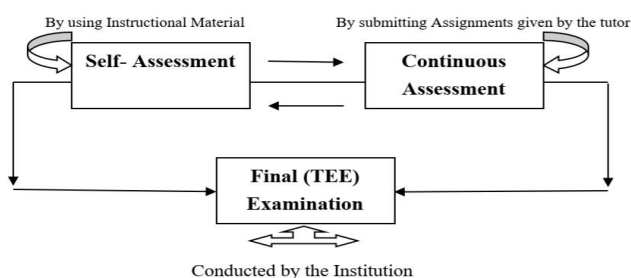 By using Instructional Material
By submitting Assignments given by the tutor
Self- Assessment
Continuous
Assessment
Final (TEE)
Examination
Conducted by the Institution